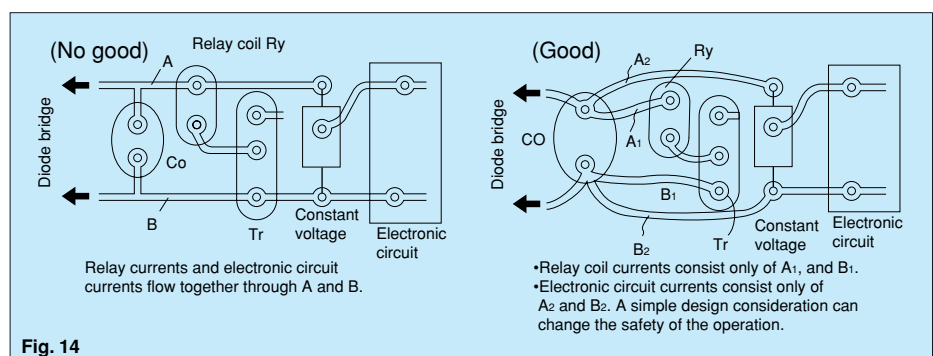 (No good)
A
Relay coil Ry
Diode bridge
Co
B
Tr
Constant
voltage
Electronic
circuit
Relay currents and electronic circuit
currents flow together through A and B.
(Good)
A2
Ry
Diode bridge
CO
A1
B1
B2
Tr
Constant
voltage
Electronic
circuit
•Relay coil currents consist only of A1, and B1.
•Electronic circuit currents consist only of
A2 and B2. A simple design consideration can
change the safety of the operation.
Fig. 14